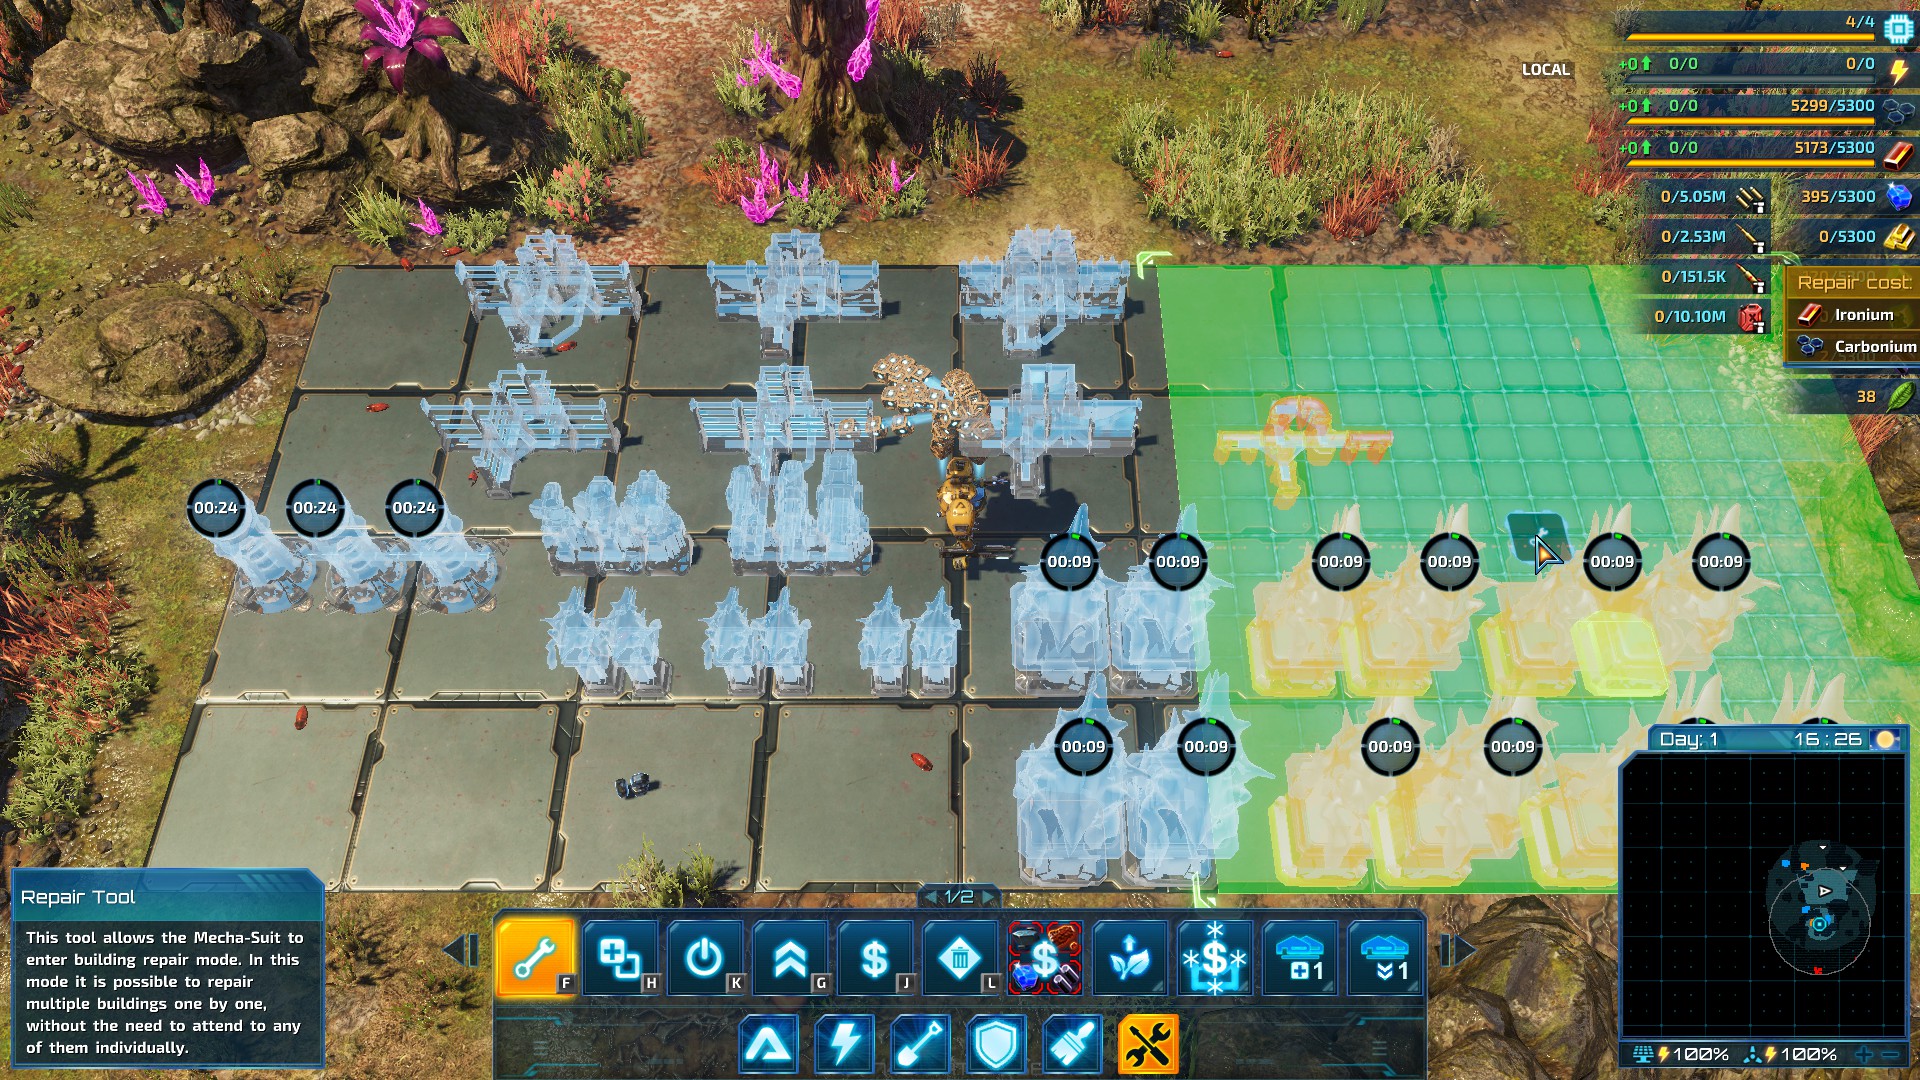 4/4
LOCAL
+0 0/0 0/0
+0 0/0 5299/5300
+0 0/0 5173/5300
0/5.05M 395/5300
0/2.53M 0/5300
0/151.5K
Repair cost:
0/10.10M
Ironium
Carbonium
38
00:24 00:24 00:24
00:09 00:09 00:09 00:09 00:09 00:09
00:09 00:09 00:09 00:09
Day: 1 16:26
1/2
Repair Tool
This tool allows the Mecha-Suit to
enter building repair mode. In this
mode it is possible to repair
multiple buildings one by one,
without the need to attend to any
of them individually.
F H K G $ J L $ $ 1 1
100% 100%